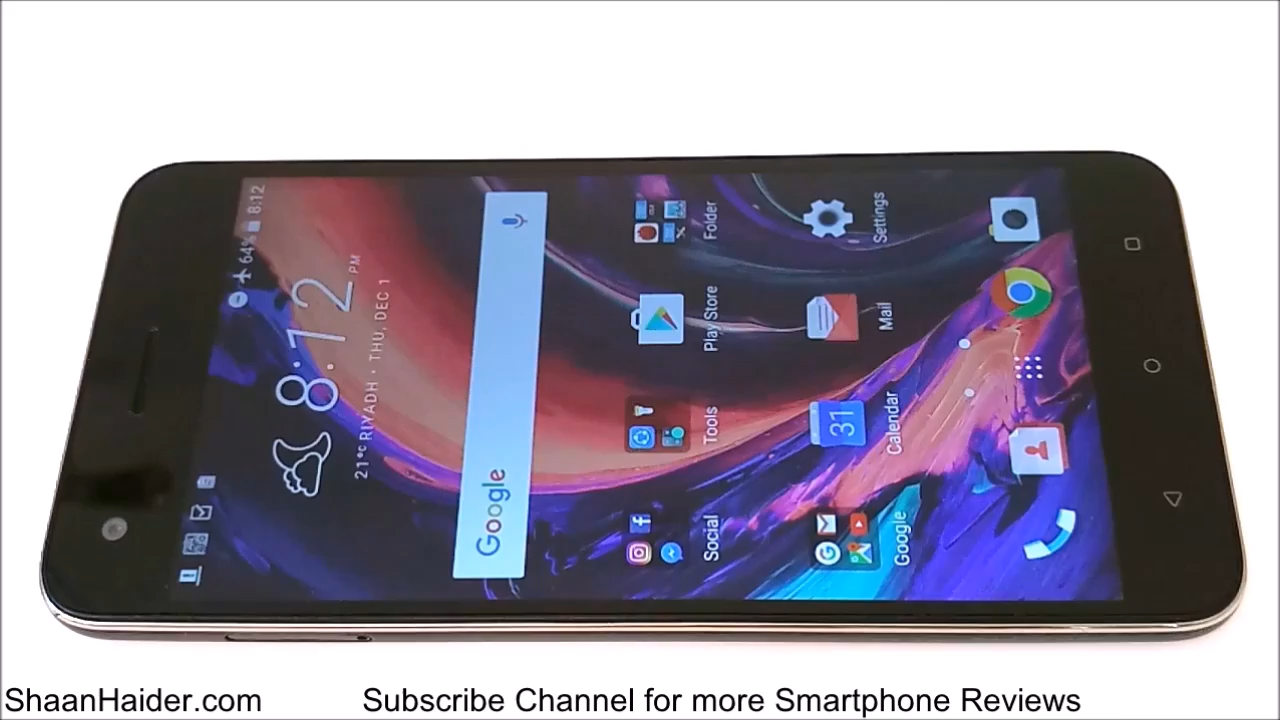 64% 8:12
8:12 PM
21°C RIYADH • THU, DEC 1
Google
Social
Tools
Play Store
Folder
Google
Calendar
31
Mail
Settings
ShaanHaider.com
Subscribe Channel for more Smartphone Reviews